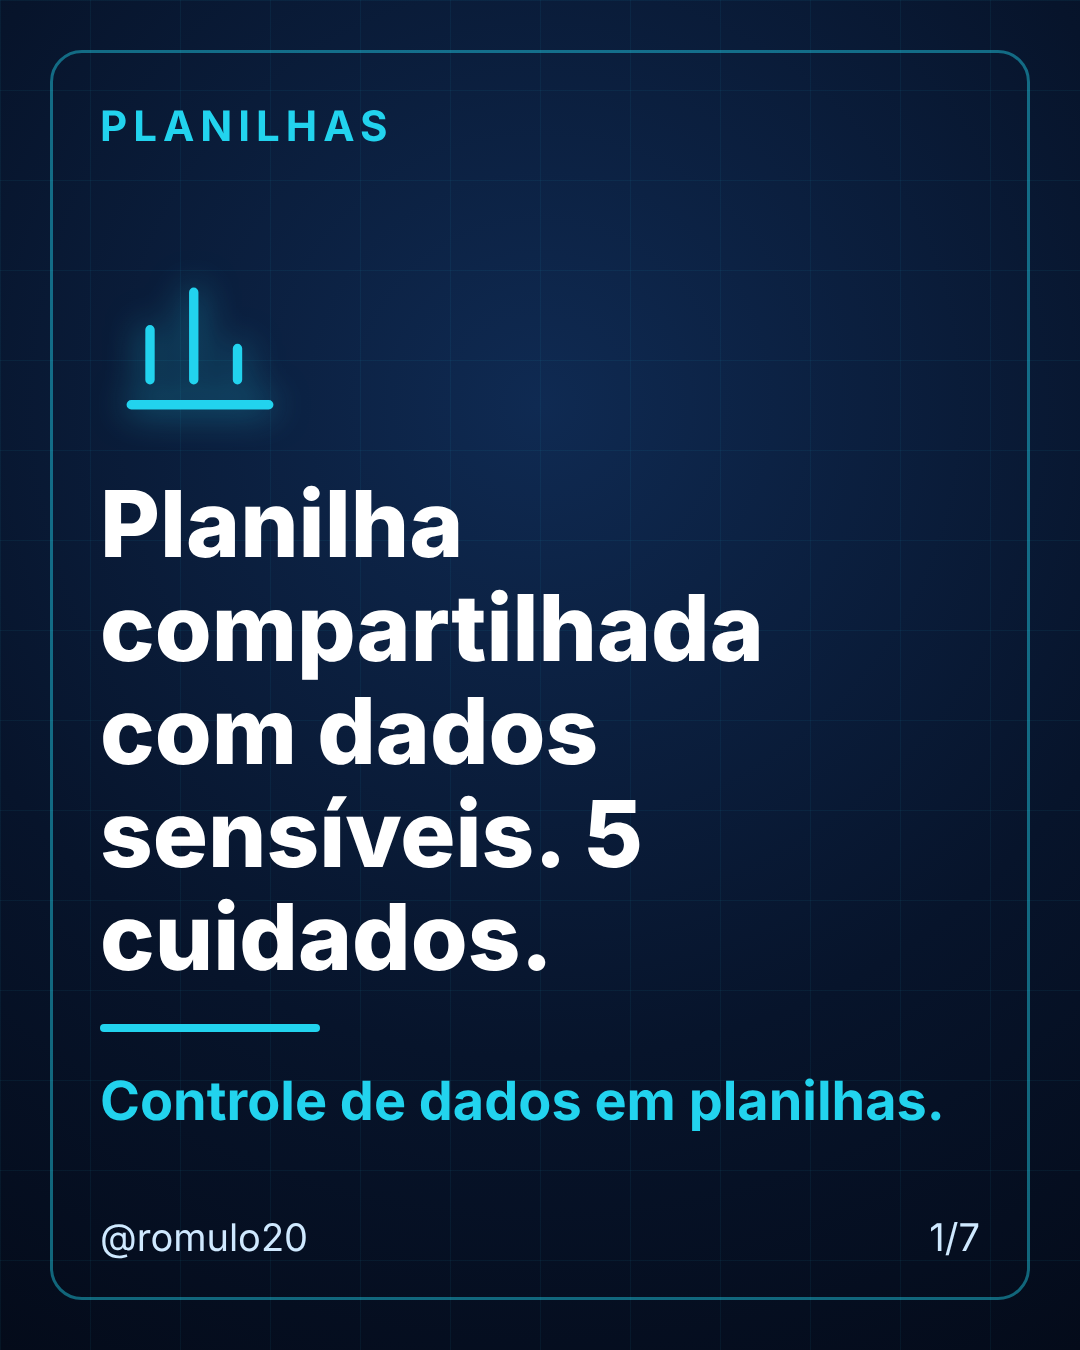 PLANILHAS
Planilha
compartilhada
com dados
sensíveis. 5
cuidados.
Controle de dados em planilhas.
@romulo20
1/7